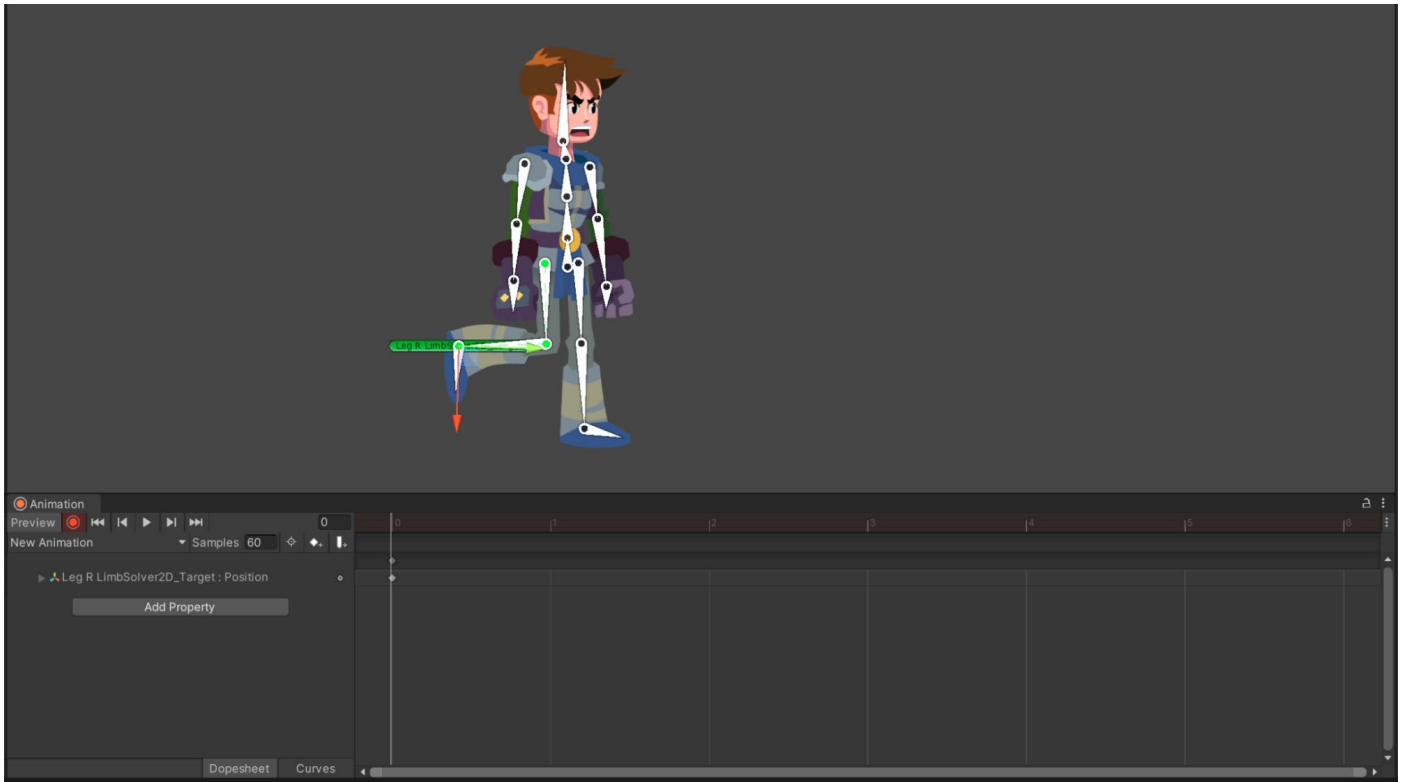 Leg R LimbS
Animation
Preview 0 0 1 2 3 4 5 6
New Animation Samples 60
Leg R LimbSolver2D_Target : Position
Add Property
Dopesheet Curves